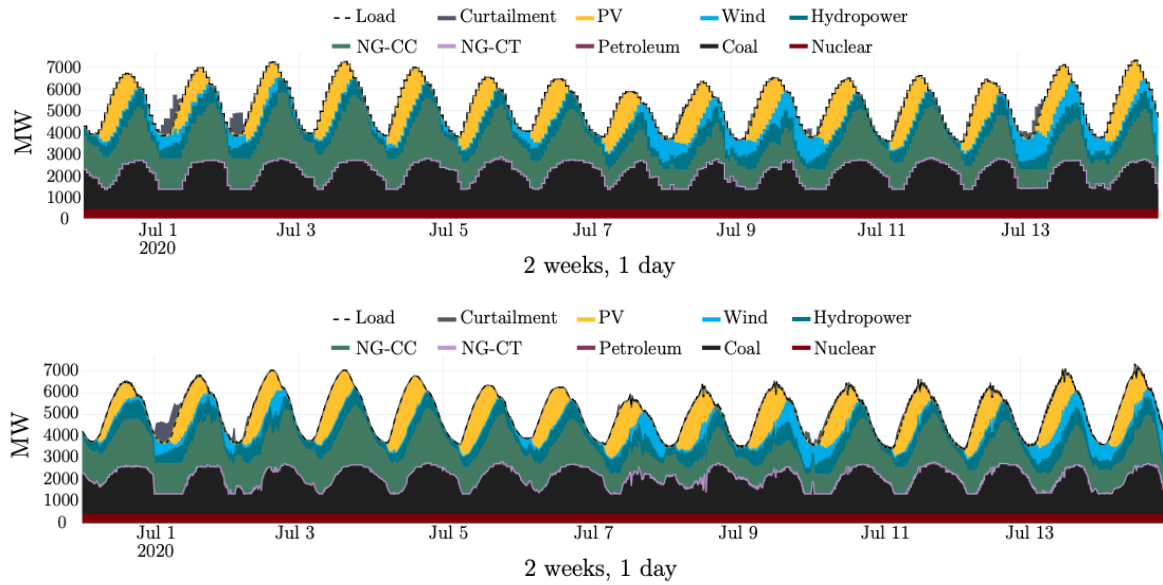 Load Curtailment PV Wind Hydropower
NG-CC NG-CT Petroleum Coal Nuclear
7000
6000
5000
4000
3000
2000
1000
0
MW
Jul 1 Jul 3 Jul 5 Jul 7 Jul 9 Jul 11 Jul 13
2020
2 weeks, 1 day
Load Curtailment PV Wind Hydropower
NG-CC NG-CT Petroleum Coal Nuclear
7000
6000
5000
4000
3000
2000
1000
0
MW
Jul 1 Jul 3 Jul 5 Jul 7 Jul 9 Jul 11 Jul 13
2020
2 weeks, 1 day